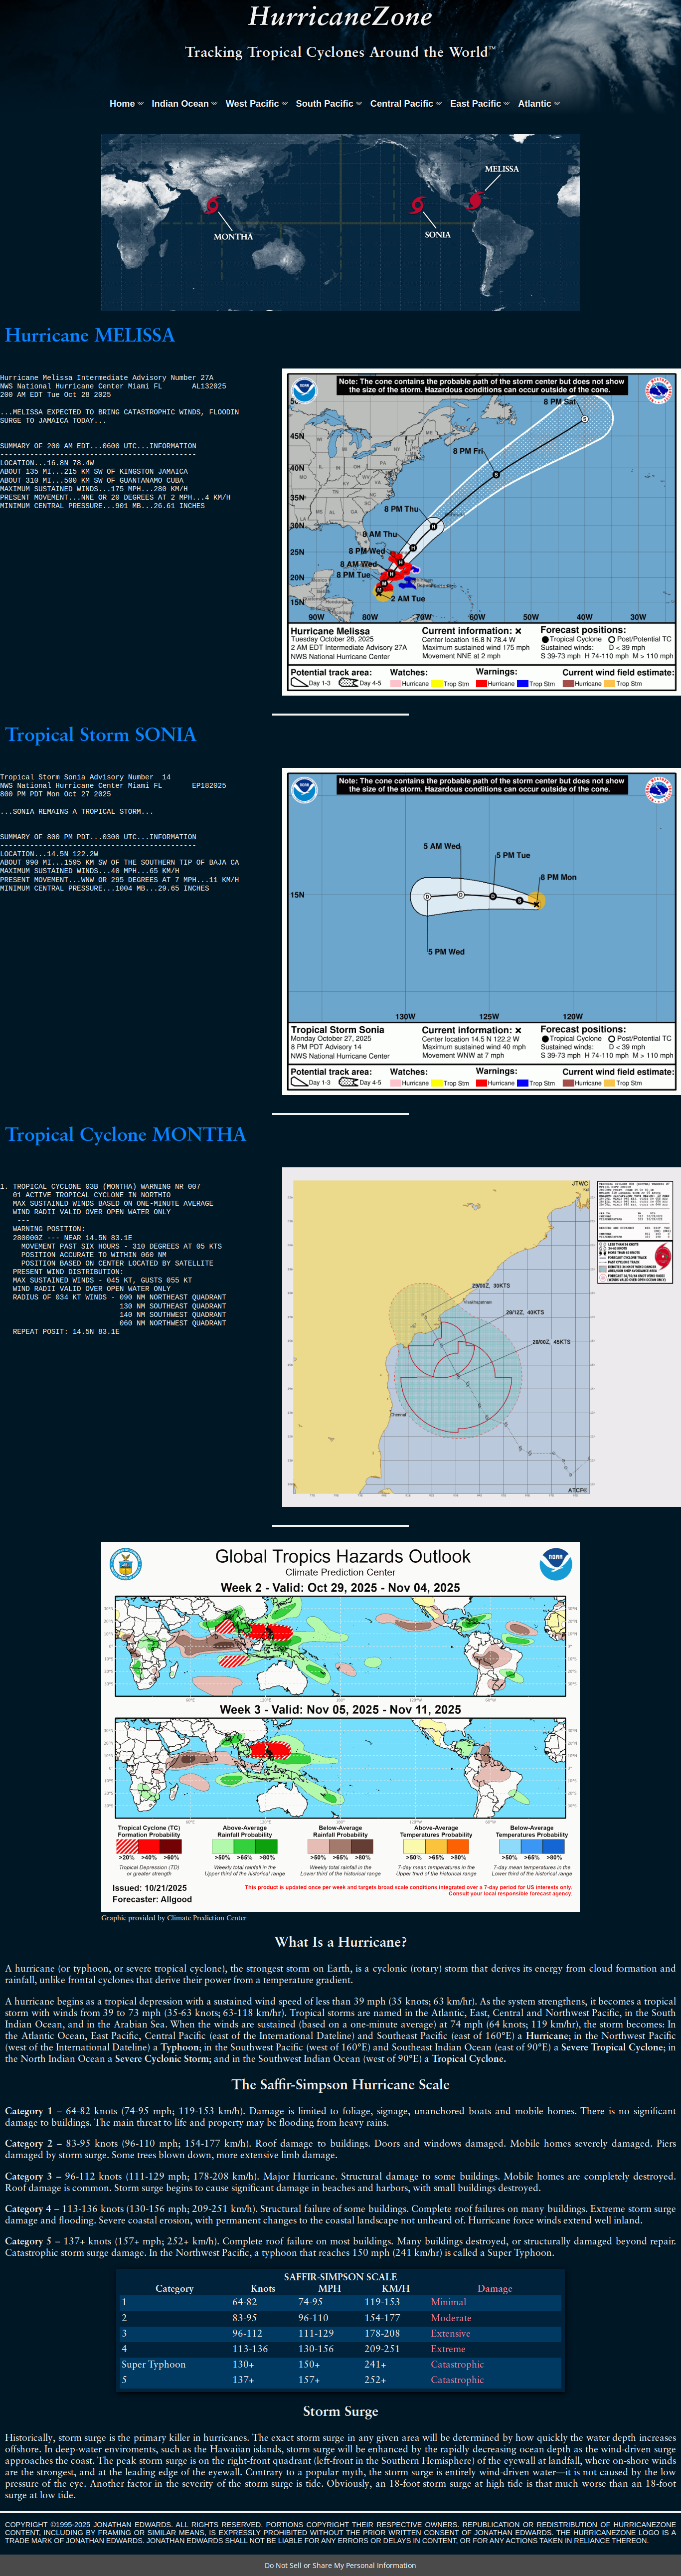 HurricaneZone
Tracking Tropical Cyclones Around the World™
Home Indian Ocean West Pacific South Pacific Central Pacific East Pacific Atlantic
MELISSA
MONTHA
SONIA
Hurricane MELISSA
Hurricane Melissa Intermediate Advisory Number 27A
NWS National Hurricane Center Miami FL AL132025
200 AM EDT Tue Oct 28 2025
...MELISSA EXPECTED TO BRING CATASTROPHIC WINDS, FLOODIN
SURGE TO JAMAICA TODAY...
SUMMARY OF 200 AM EDT...0600 UTC...INFORMATION
----------------------------------------------
LOCATION...16.8N 78.4W
ABOUT 135 MI...215 KM SW OF KINGSTON JAMAICA
ABOUT 310 MI...500 KM SW OF GUANTANAMO CUBA
MAXIMUM SUSTAINED WINDS...175 MPH...280 KM/H
PRESENT MOVEMENT...NNE OR 20 DEGREES AT 2 MPH...4 KM/H
MINIMUM CENTRAL PRESSURE...901 MB...26.61 INCHES
Note: The cone contains the probable path of the storm center but does not show
the size of the storm. Hazardous conditions can occur outside of the cone.
8 PM Sat
45N
8 PM Fri
40N
35N
8 PM Thu
30N
8 AM Thu
25N
8 PM Wed
8 AM Wed
20N
8 PM Tue
2 AM Tue
15N
90W 80W 70W 60W 50W 40W 30W
Hurricane Melissa
Tuesday October 28, 2025
2 AM EDT Intermediate Advisory 27A
NWS National Hurricane Center
Current information: ×
Center location 16.8 N 78.4 W
Maximum sustained wind 175 mph
Movement NNE at 2 mph
Forecast positions:
Tropical Cyclone Post/Potential TC
Sustained winds: D < 39 mph
S 39-73 mph H 74-110 mph M > 110 mph
Potential track area: Watches: Warnings: Current wind field estimate:
Day 1-3 Day 4-5 Hurricane Trop Stm Hurricane Trop Stm Hurricane Trop Stm
Tropical Storm SONIA
Tropical Storm Sonia Advisory Number 14
NWS National Hurricane Center Miami FL EP182025
800 PM PDT Mon Oct 27 2025
...SONIA REMAINS A TROPICAL STORM...
SUMMARY OF 800 PM PDT...0300 UTC...INFORMATION
----------------------------------------------
LOCATION...14.5N 122.2W
ABOUT 990 MI...1595 KM SW OF THE SOUTHERN TIP OF BAJA CA
MAXIMUM SUSTAINED WINDS...40 MPH...65 KM/H
PRESENT MOVEMENT...WNW OR 295 DEGREES AT 7 MPH...11 KM/H
MINIMUM CENTRAL PRESSURE...1004 MB...29.65 INCHES
Note: The cone contains the probable path of the storm center but does not show
the size of the storm. Hazardous conditions can occur outside of the cone.
5 AM Wed
5 PM Tue
8 PM Mon
15N
5 PM Wed
130W 125W 120W
Tropical Storm Sonia
Monday October 27, 2025
8 PM PDT Advisory 14
NWS National Hurricane Center
Current information: ×
Center location 14.5 N 122.2 W
Maximum sustained wind 40 mph
Movement WNW at 7 mph
Forecast positions:
Tropical Cyclone Post/Potential TC
Sustained winds: D < 39 mph
S 39-73 mph H 74-110 mph M > 110 mph
Potential track area: Watches: Warnings: Current wind field estimate:
Day 1-3 Day 4-5 Hurricane Trop Stm Hurricane Trop Stm Hurricane Trop Stm
Tropical Cyclone MONTHA
1. TROPICAL CYCLONE 03B (MONTHA) WARNING NR 007
01 ACTIVE TROPICAL CYCLONE IN NORTHIO
MAX SUSTAINED WINDS BASED ON ONE-MINUTE AVERAGE
WIND RADII VALID OVER OPEN WATER ONLY
---
WARNING POSITION:
280000Z --- NEAR 14.5N 83.1E
MOVEMENT PAST SIX HOURS - 310 DEGREES AT 05 KTS
POSITION ACCURATE TO WITHIN 060 NM
POSITION BASED ON CENTER LOCATED BY SATELLITE
PRESENT WIND DISTRIBUTION:
MAX SUSTAINED WINDS - 045 KT, GUSTS 055 KT
WIND RADII VALID OVER OPEN WATER ONLY
RADIUS OF 034 KT WINDS - 090 NM NORTHEAST QUADRANT
130 NM SOUTHEAST QUADRANT
140 NM SOUTHWEST QUADRANT
060 NM NORTHWEST QUADRANT
REPEAT POSIT: 14.5N 83.1E
JTWC
29/00Z, 30KTS
28/12Z, 40KTS
28/00Z, 45KTS
Chennai
ATCF®
Global Tropics Hazards Outlook
Climate Prediction Center
Week 2 - Valid: Oct 29, 2025 - Nov 04, 2025
Week 3 - Valid: Nov 05, 2025 - Nov 11, 2025
Tropical Cyclone (TC)
Formation Probability
>20% >40% >60%
Tropical Depression (TD)
or greater strength
Above-Average
Rainfall Probability
>50% >65% >80%
Weekly total rainfall in the
Upper third of the historical range
Below-Average
Rainfall Probability
>50% >65% >80%
Weekly total rainfall in the
Lower third of the historical range
Above-Average
Temperatures Probability
>50% >65% >80%
7-day mean temperatures in the
Upper third of the historical range
Below-Average
Temperatures Probability
>50% >65% >80%
7-day mean temperatures in the
Lower third of the historical range
Issued: 10/21/2025
Forecaster: Allgood
This product is updated once per week and targets broad scale conditions integrated over a 7-day period for US interests only.
Consult your local responsible forecast agency.
Graphic provided by Climate Prediction Center
What Is a Hurricane?
A hurricane (or typhoon, or severe tropical cyclone), the strongest storm on Earth, is a cyclonic (rotary) storm that derives its energy from cloud formation and
rainfall, unlike frontal cyclones that derive their power from a temperature gradient.
A hurricane begins as a tropical depression with a sustained wind speed of less than 39 mph (35 knots; 63 km/hr). As the system strengthens, it becomes a tropical
storm with winds from 39 to 73 mph (35-63 knots; 63-118 km/hr). Tropical storms are named in the Atlantic, East, Central and Northwest Pacific, in the South
Indian Ocean, and in the Arabian Sea. When the winds are sustained (based on a one-minute average) at 74 mph (64 knots; 119 km/hr), the storm becomes: In
the Atlantic Ocean, East Pacific, Central Pacific (east of the International Dateline) and Southeast Pacific (east of 160°E) a Hurricane; in the Northwest Pacific
(west of the International Dateline) a Typhoon; in the Southwest Pacific (west of 160°E) and Southeast Indian Ocean (east of 90°E) a Severe Tropical Cyclone; in
the North Indian Ocean a Severe Cyclonic Storm; and in the Southwest Indian Ocean (west of 90°E) a Tropical Cyclone.
The Saffir-Simpson Hurricane Scale
Category 1 – 64-82 knots (74-95 mph; 119-153 km/h). Damage is limited to foliage, signage, unanchored boats and mobile homes. There is no significant
damage to buildings. The main threat to life and property may be flooding from heavy rains.
Category 2 – 83-95 knots (96-110 mph; 154-177 km/h). Roof damage to buildings. Doors and windows damaged. Mobile homes severely damaged. Piers
damaged by storm surge. Some trees blown down, more extensive limb damage.
Category 3 – 96-112 knots (111-129 mph; 178-208 km/h). Major Hurricane. Structural damage to some buildings. Mobile homes are completely destroyed.
Roof damage is common. Storm surge begins to cause significant damage in beaches and harbors, with small buildings destroyed.
Category 4 – 113-136 knots (130-156 mph; 209-251 km/h). Structural failure of some buildings. Complete roof failures on many buildings. Extreme storm surge
damage and flooding. Severe coastal erosion, with permanent changes to the coastal landscape not unheard of. Hurricane force winds extend well inland.
Category 5 – 137+ knots (157+ mph; 252+ km/h). Complete roof failure on most buildings. Many buildings destroyed, or structurally damaged beyond repair.
Catastrophic storm surge damage. In the Northwest Pacific, a typhoon that reaches 150 mph (241 km/hr) is called a Super Typhoon.
SAFFIR-SIMPSON SCALE
Category Knots MPH KM/H Damage
1 64-82 74-95 119-153 Minimal
2 83-95 96-110 154-177 Moderate
3 96-112 111-129 178-208 Extensive
4 113-136 130-156 209-251 Extreme
Super Typhoon 130+ 150+ 241+ Catastrophic
5 137+ 157+ 252+ Catastrophic
Storm Surge
Historically, storm surge is the primary killer in hurricanes. The exact storm surge in any given area will be determined by how quickly the water depth increases
offshore. In deep-water enviroments, such as the Hawaiian islands, storm surge will be enhanced by the rapidly decreasing ocean depth as the wind-driven surge
approaches the coast. The peak storm surge is on the right-front quadrant (left-front in the Southern Hemisphere) of the eyewall at landfall, where on-shore winds
are the strongest, and at the leading edge of the eyewall. Contrary to a popular myth, the storm surge is entirely wind-driven water—it is not caused by the low
pressure of the eye. Another factor in the severity of the storm surge is tide. Obviously, an 18-foot storm surge at high tide is that much worse than an 18-foot
surge at low tide.
COPYRIGHT ©1995-2025 JONATHAN EDWARDS. ALL RIGHTS RESERVED. PORTIONS COPYRIGHT THEIR RESPECTIVE OWNERS. REPUBLICATION OR REDISTRIBUTION OF HURRICANEZONE
CONTENT, INCLUDING BY FRAMING OR SIMILAR MEANS, IS EXPRESSLY PROHIBITED WITHOUT THE PRIOR WRITTEN CONSENT OF JONATHAN EDWARDS. THE HURRICANEZONE LOGO IS A
TRADE MARK OF JONATHAN EDWARDS. JONATHAN EDWARDS SHALL NOT BE LIABLE FOR ANY ERRORS OR DELAYS IN CONTENT, OR FOR ANY ACTIONS TAKEN IN RELIANCE THEREON.
Do Not Sell or Share My Personal Information